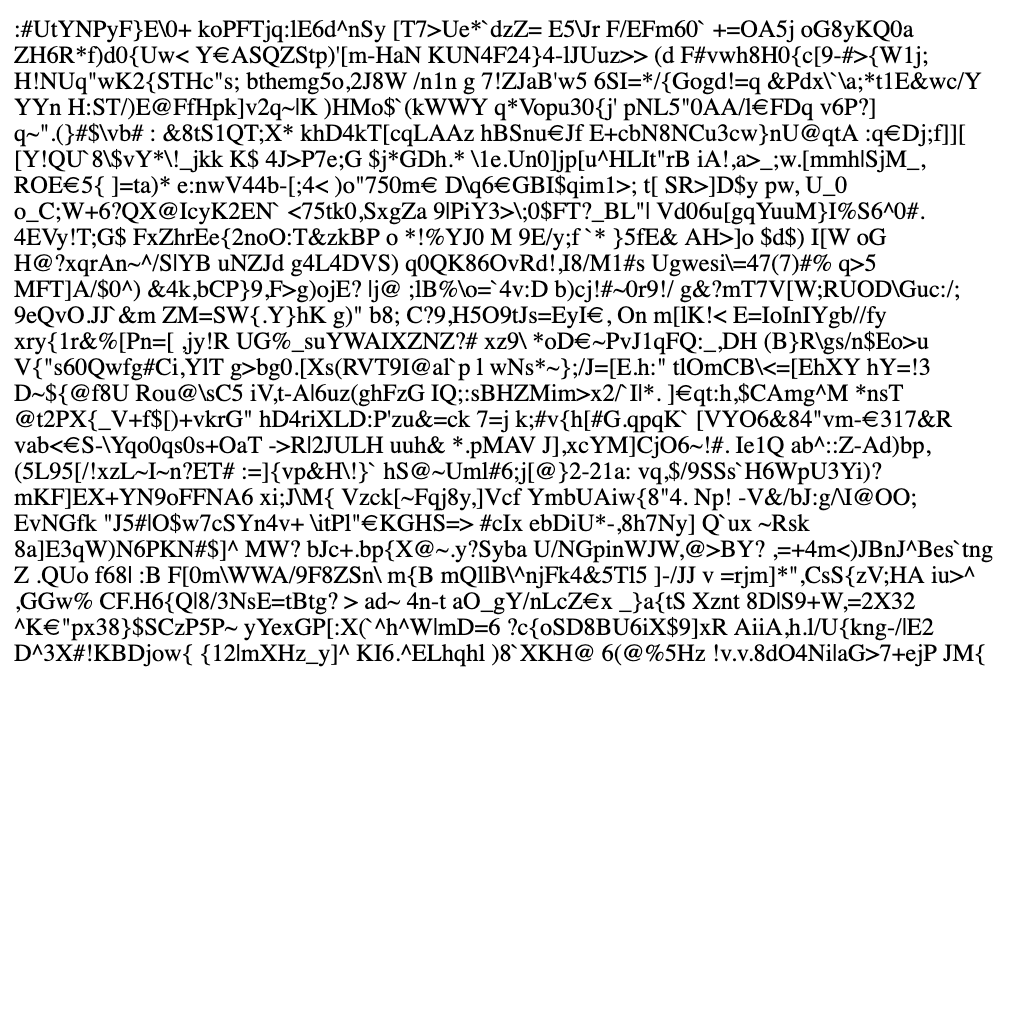 :#UtYNPyF}E\0+ koPFTjq:lE6d^nSy [T7>Ue*`dzZ= E5\Jr F/EFm60` +=OA5j oG8yKQ0a
ZH6R*f)d0{Uw< Y€ASQZStp)'[m-HaN KUN4F24}4-lJUuz>> (d F#vwh8H0{c[9-#>{W1j;
H!NUq"wK2{STHc"s; bthemg5o,2J8W /n1n g 7!ZJaB'w5 6SI=*/{Gogd!=q &Pdx\`\a;*t1E&wc/Y
YYn H:ST/)E@FfHpk]v2q~|K )HMo$`(kWWY q*Vopu30{j' pNL5"0AA/l€FDq v6P?]
q~".(}#$\vb# : &8tS1QT;X* khD4kT[cqLAAz hBSnu€Jf E+cbN8NCu3cw}nU@qtA :q€Dj;f]][
[Y!QU`8\$vY*\!_jkk K$ 4J>P7e;G $j*GDh.* \1e.Un0]jp[u^HLIt"rB iA!,a>_;w.[mmh|SjM_,
ROE€5{ ]=ta)* e:nwV44b-[;4< )o"750m€ D\q6€GBI$qim1>; t[ SR>]D$y pw, U_0
o_C;W+6?QX@IcyK2EN` <75tk0,SxgZa 9|PiY3>\;0$FT?_BL"| Vd06u[gqYuuM}I%S6^0#.
4EVy!T;G$ FxZhrEe{2noO:T&zkBP o *!%YJ0 M 9E/y;f`* }5fE& AH>]o $d$) I[W oG
H@?xqrAn~^/S|YB uNZJd g4L4DVS) q0QK86OvRd!,I8/M1#s Ugwesi\=47(7)#% q>5
MFT]A/$0^) &4k,bCP}9,F>g)ojE? |j@ ;lB%\o=`4v:D b)cj!#~0r9!/ g&?mT7V[W;RUOD\Guc:/;
9eQvO.JJ`&m ZM=SW{.Y}hK g)" b8; C?9,H5O9tJs=EyI€, On m[lK!< E=IoInIYgb//fy
xry{1r&%[Pn=[ ,jy!R UG%_suYWAIXZNZ?# xz9\ *oD€~PvJ1qFQ:_,DH (B}R\gs/n$Eo>u
V{"s60Qwfg#Ci,YlT g>bg0.[Xs(RVT9I@al`p l wNs*~};/J=[E.h:" tlOmCB\<=[EhXY hY=!3
D~${@f8U Rou@\sC5 iV,t-A|6uz(ghFzG IQ;:sBHZMim>x2/`I|*. ]€qt:h,$CAmg^M *nsT
@t2PX{_V+f$[)+vkrG" hD4riXLD:P'zu&=ck 7=j k;#v{h[#G.qpqK` [VYO6&84"vm-€317&R
vab<€S-\Yqo0qs0s+OaT ->R|2JULH uuh& *.pMAV J],xcYM]CjO6~!#. Ie1Q ab^::Z-Ad)bp,
(5L95[/!xzL~I~n?ET# :=]{vp&H\!}` hS@~Uml#6;j[@}2-21a: vq,$/9SSs`H6WpU3Yi)?
mKF]EX+YN9oFFNA6 xi;J\M{ Vzck[~Fqj8y,]Vcf YmbUAiw{8"4. Np! -V&/bJ:g/\I@OO;
EvNGfk "J5#|O$w7cSYn4v+ \itPl"€KGHS=> #cIx ebDiU*-,8h7Ny] Q`ux ~Rsk
8a]E3qW)N6PKN#$]^ MW? bJc+.bp{X@~.y?Syba U/NGpinWJW,@>BY? ,=+4m<)JBnJ^Bes`tng
Z .QUo f68| :B F[0m\WWA/9F8ZSn\ m{B mQllB\^njFk4&5Tl5 ]-/JJ v =rjm]*",CsS{zV;HA iu>^
,GGw% CF.H6{Q|8/3NsE=tBtg? > ad~ 4n-t aO_gY/nLcZ€x _}a{tS Xznt 8D|S9+W,=2X32
^K€"px38}$SCzP5P~ yYexGP[:X(`^h^W|mD=6 ?c{oSD8BU6iX$9]xR AiiA,h.l/U{kng-/|E2
D^3X#!KBDjow{ {12|mXHz_y]^ KI6.^ELhqhl )8`XKH@ 6(@%5Hz !v.v.8dO4Ni|aG>7+ejP JM{